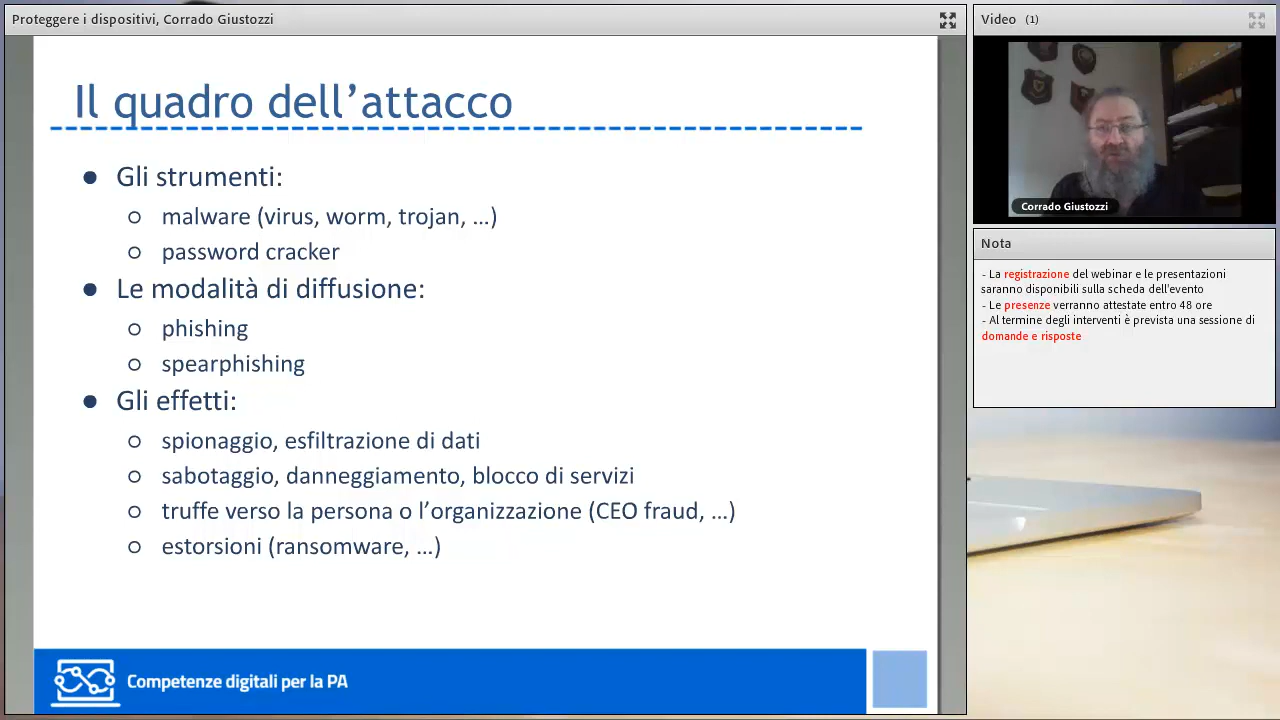 Proteggere i dispositivi, Corrado Giustozzi
Il quadro dell’attacco
● Gli strumenti:
○ malware (virus, worm, trojan, …)
○ password cracker
● Le modalità di diffusione:
○ phishing
○ spearphishing
● Gli effetti:
○ spionaggio, esfiltrazione di dati
○ sabotaggio, danneggiamento, blocco di servizi
○ truffe verso la persona o l’organizzazione (CEO fraud, …)
○ estorsioni (ransomware, …)
Competenze digitali per la PA
Video (1)
Corrado Giustozzi
Nota
- La registrazione del webinar e le presentazioni
saranno disponibili sulla scheda dell'evento
- Le presenze verranno attestate entro 48 ore
- Al termine degli interventi è prevista una sessione di
domande e risposte